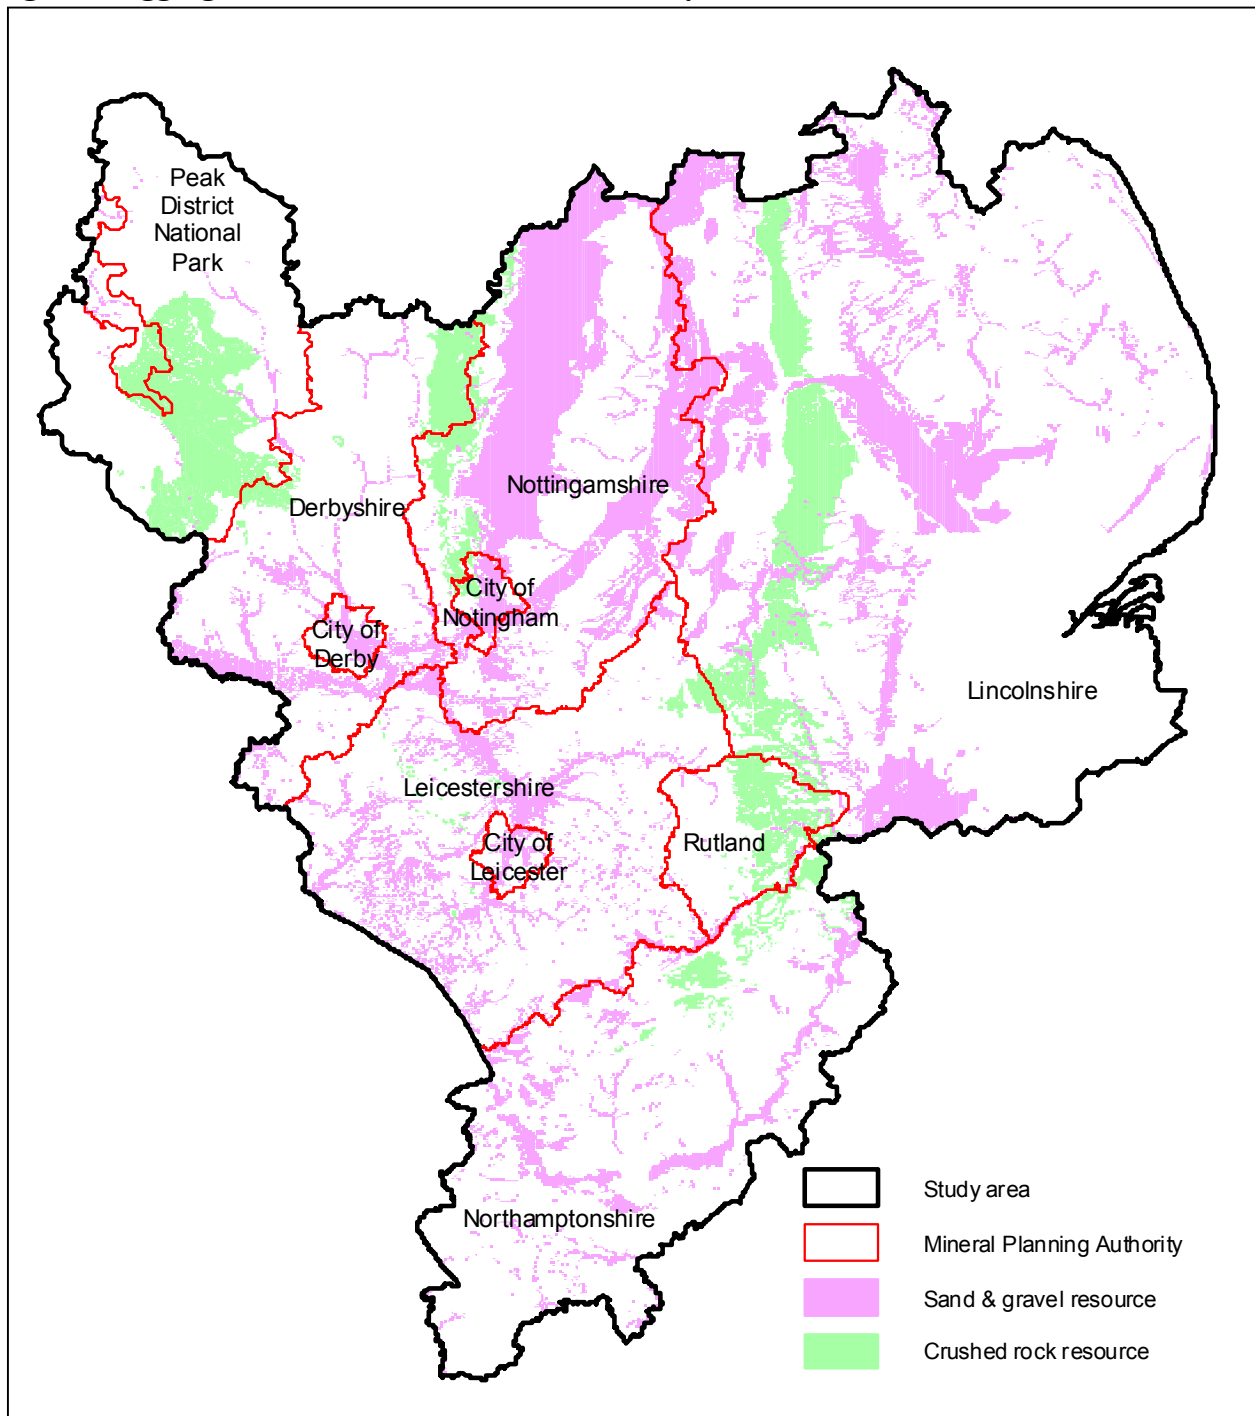 Peak
District
National
Park
Nottingamshire
Derbyshire
City of
Notingham
City of
Derby
Lincolnshire
Leicestershire
City of
Leicester
Rutland
Northamptonshire
Study area
Mineral Planning Authority
Sand & gravel resource
Crushed rock resource